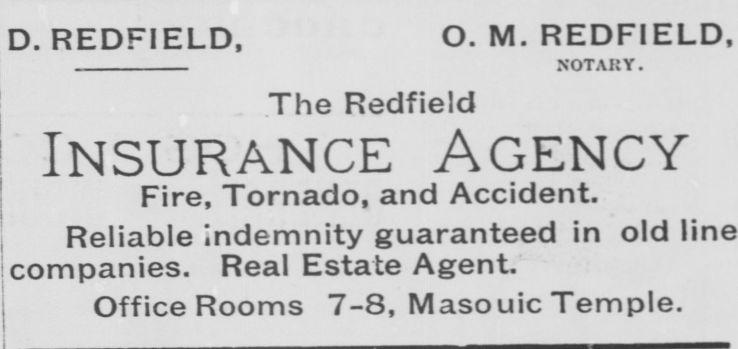 D. REDFIELD, O. M. REDFIELD,
NOTARY.
The Redfield
INSURANCE AGENCY
Fire, Tornado, and Accident.
Reliable indemnity guaranteed in old line
companies. Real Estate Agent.
Office Rooms 7-8, Masouic Temple.